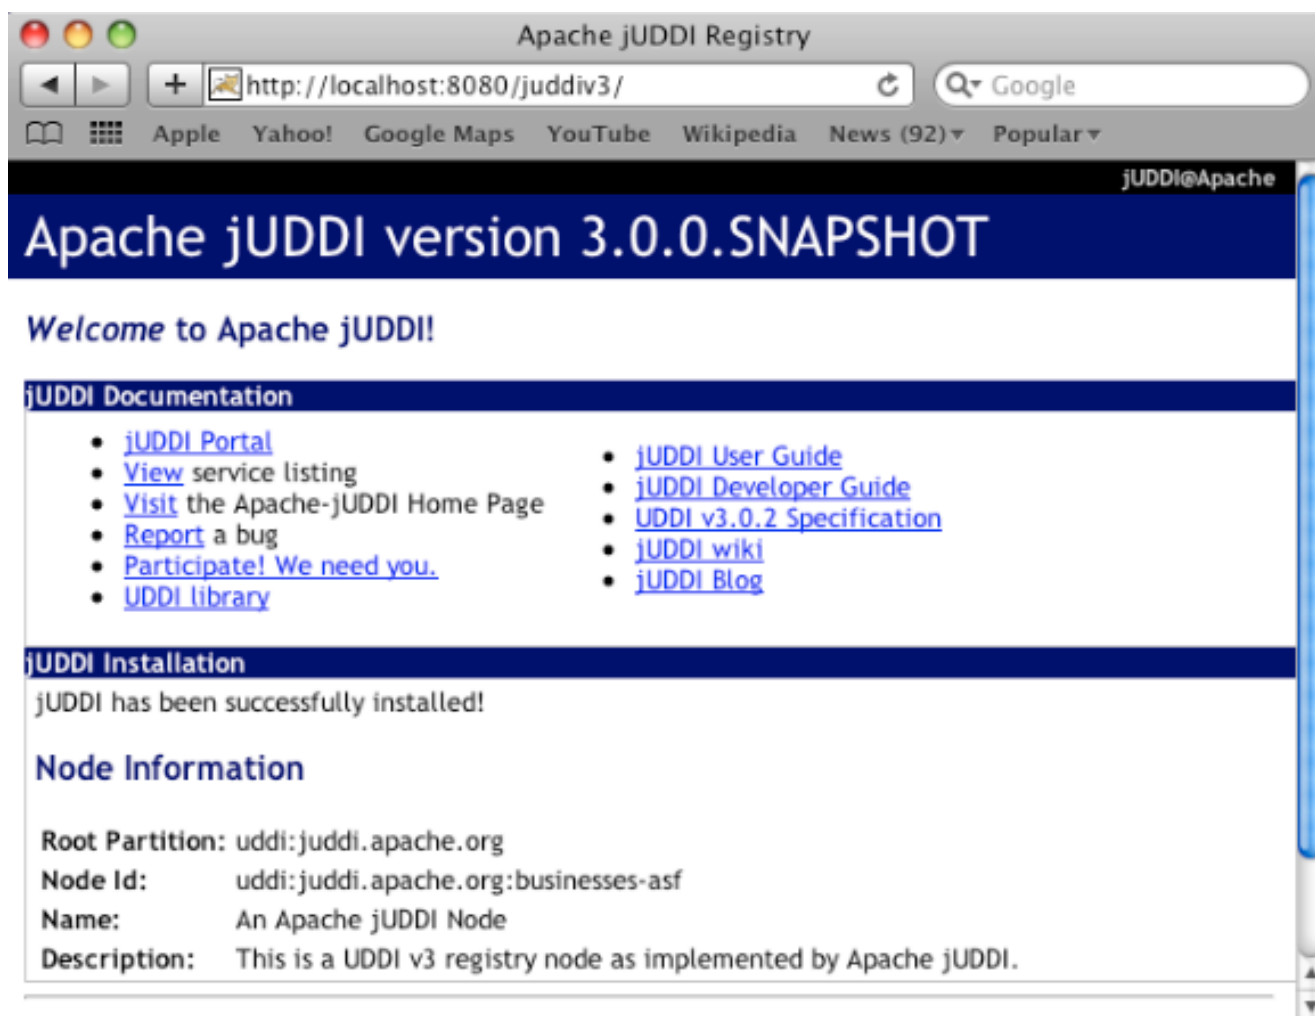 Apache jUDDI Registry
http://localhost:8080/juddiv3/
Google
Apple Yahoo! Google Maps YouTube Wikipedia News (92) Popular
jUDDI@Apache
Apache jUDDI version 3.0.0.SNAPSHOT
Welcome to Apache jUDDI!
jUDDI Documentation
jUDDI Portal
View service listing
Visit the Apache-jUDDI Home Page
Report a bug
Participate! We need you.
UDDI library
jUDDI User Guide
jUDDI Developer Guide
UDDI v3.0.2 Specification
jUDDI wiki
jUDDI Blog
jUDDI Installation
jUDDI has been successfully installed!
Node Information
Root Partition: uddi:juddi.apache.org
Node Id: uddi:juddi.apache.org:businesses-asf
Name: An Apache jUDDI Node
Description: This is a UDDI v3 registry node as implemented by Apache jUDDI.